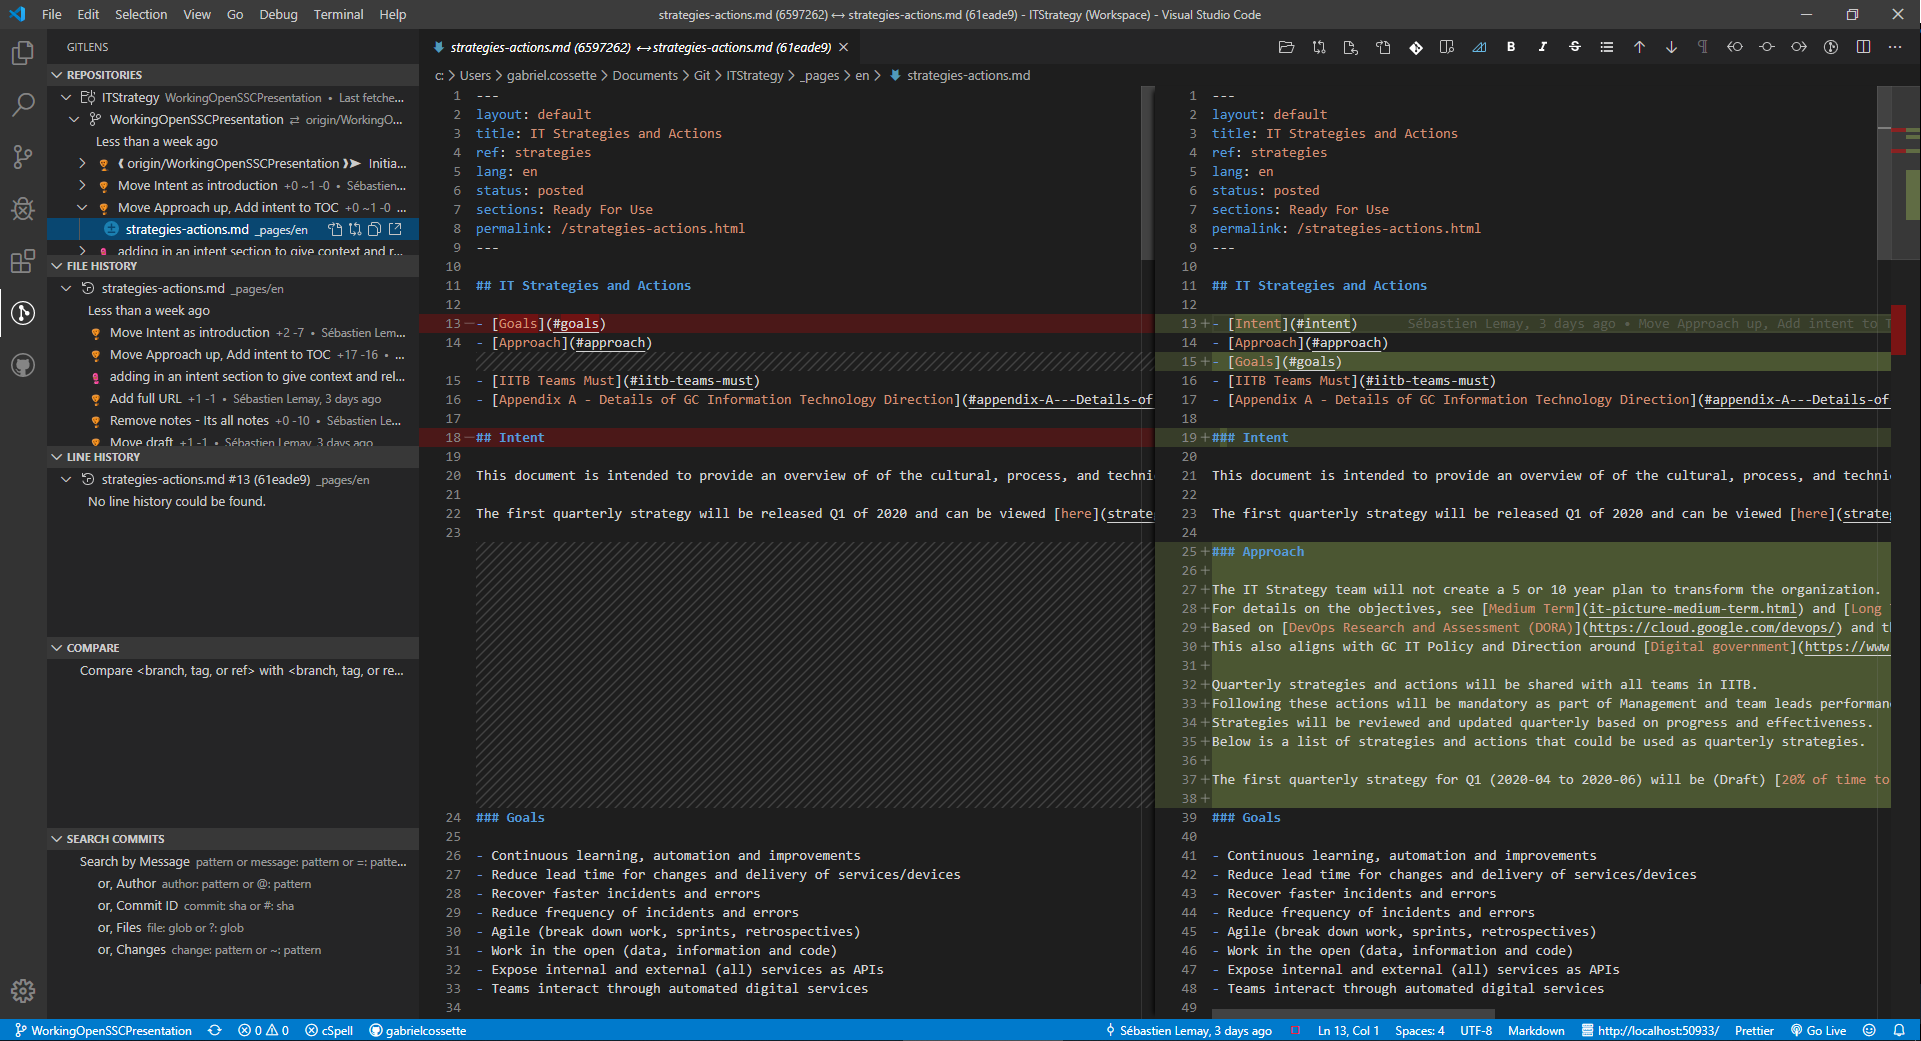 File Edit Selection View Go Debug Terminal Help
strategies-actions.md (6597262) ↔ strategies-actions.md (61eade9) - ITStrategy (Workspace) - Visual Studio Code
GITLENS
REPOSITORIES
ITStrategy WorkingOpenSSCPresentation • Last fetche...
WorkingOpenSSCPresentation ⇄ origin/WorkingO...
Less than a week ago
origin/WorkingOpenSSCPresentation Initia...
Move Intent as introduction +0 ~1 -0 • Sébastien...
Move Approach up, Add intent to TOC +0 ~1 -0 ...
strategies-actions.md _pages/en
adding in an intent section to give context and r...
FILE HISTORY
strategies-actions.md _pages/en
Less than a week ago
Move Intent as introduction +2 -7 • Sébastien Lem...
Move Approach up, Add intent to TOC +17 -16 • ...
adding in an intent section to give context and rel...
Add full URL +1 -1 • Sébastien Lemay, 3 days ago
Remove notes - Its all notes +0 -10 • Sébastien Le...
Move draft +1 -1 • Sébastien Lemay, 3 days ago
LINE HISTORY
strategies-actions.md #13 (61eade9) _pages/en
No line history could be found.
COMPARE
Compare <branch, tag, or ref> with <branch, tag, or re...
SEARCH COMMITS
Search by Message pattern or message: pattern or =: patte...
or, Author author: pattern or @: pattern
or, Commit ID commit: sha or #: sha
or, Files file: glob or ?: glob
or, Changes change: pattern or ~: pattern
strategies-actions.md (6597262) ↔ strategies-actions.md (61eade9)
c: > Users > gabriel.cossette > Documents > Git > ITStrategy > _pages > en > strategies-actions.md
1 ---
2 layout: default
3 title: IT Strategies and Actions
4 ref: strategies
5 lang: en
6 status: posted
7 sections: Ready For Use
8 permalink: /strategies-actions.html
9 ---
10
11 ## IT Strategies and Actions
12
13 - [Goals](#goals)
14 - [Approach](#approach)
15 - [IITB Teams Must](#iitb-teams-must)
16 - [Appendix A - Details of GC Information Technology Direction](#appendix-A---Details-of
17
18 ## Intent
19
20 This document is intended to provide an overview of of the cultural, process, and techni
21
22 The first quarterly strategy will be released Q1 of 2020 and can be viewed [here](strate
23
24 ### Goals
25
26 - Continuous learning, automation and improvements
27 - Reduce lead time for changes and delivery of services/devices
28 - Recover faster incidents and errors
29 - Reduce frequency of incidents and errors
30 - Agile (break down work, sprints, retrospectives)
31 - Work in the open (data, information and code)
32 - Expose internal and external (all) services as APIs
33 - Teams interact through automated digital services
34
1 ---
2 layout: default
3 title: IT Strategies and Actions
4 ref: strategies
5 lang: en
6 status: posted
7 sections: Ready For Use
8 permalink: /strategies-actions.html
9 ---
10
11 ## IT Strategies and Actions
12
13+ - [Intent](#intent) Sébastien Lemay, 3 days ago • Move Approach up, Add intent to T
14 - [Approach](#approach)
15+ - [Goals](#goals)
16 - [IITB Teams Must](#iitb-teams-must)
17 - [Appendix A - Details of GC Information Technology Direction](#appendix-A---Details-of
18
19+ ### Intent
20
21 This document is intended to provide an overview of of the cultural, process, and techni
22
23 The first quarterly strategy will be released Q1 of 2020 and can be viewed [here](strate
24
25+ ### Approach
26+
27+ The IT Strategy team will not create a 5 or 10 year plan to transform the organization.
28+ For details on the objectives, see [Medium Term](it-picture-medium-term.html) and [Long
29+ Based on [DevOps Research and Assessment (DORA)](https://cloud.google.com/devops/) and th
30+ This also aligns with GC IT Policy and Direction around [Digital government](https://www
31+
32+ Quarterly strategies and actions will be shared with all teams in IITB.
33+ Following these actions will be mandatory as part of Management and team leads performan
34+ Strategies will be reviewed and updated quarterly based on progress and effectiveness.
35+ Below is a list of strategies and actions that could be used as quarterly strategies.
36+
37+ The first quarterly strategy for Q1 (2020-04 to 2020-06) will be (Draft) [20% of time to
38+
39 ### Goals
40
41 - Continuous learning, automation and improvements
42 - Reduce lead time for changes and delivery of services/devices
43 - Recover faster incidents and errors
44 - Reduce frequency of incidents and errors
45 - Agile (break down work, sprints, retrospectives)
46 - Work in the open (data, information and code)
47 - Expose internal and external (all) services as APIs
48 - Teams interact through automated digital services
49
WorkingOpenSSCPresentation 0 0 cSpell gabrielcossette Sébastien Lemay, 3 days ago Ln 13, Col 1 Spaces: 4 UTF-8 Markdown http://localhost:50933/ Prettier Go Live